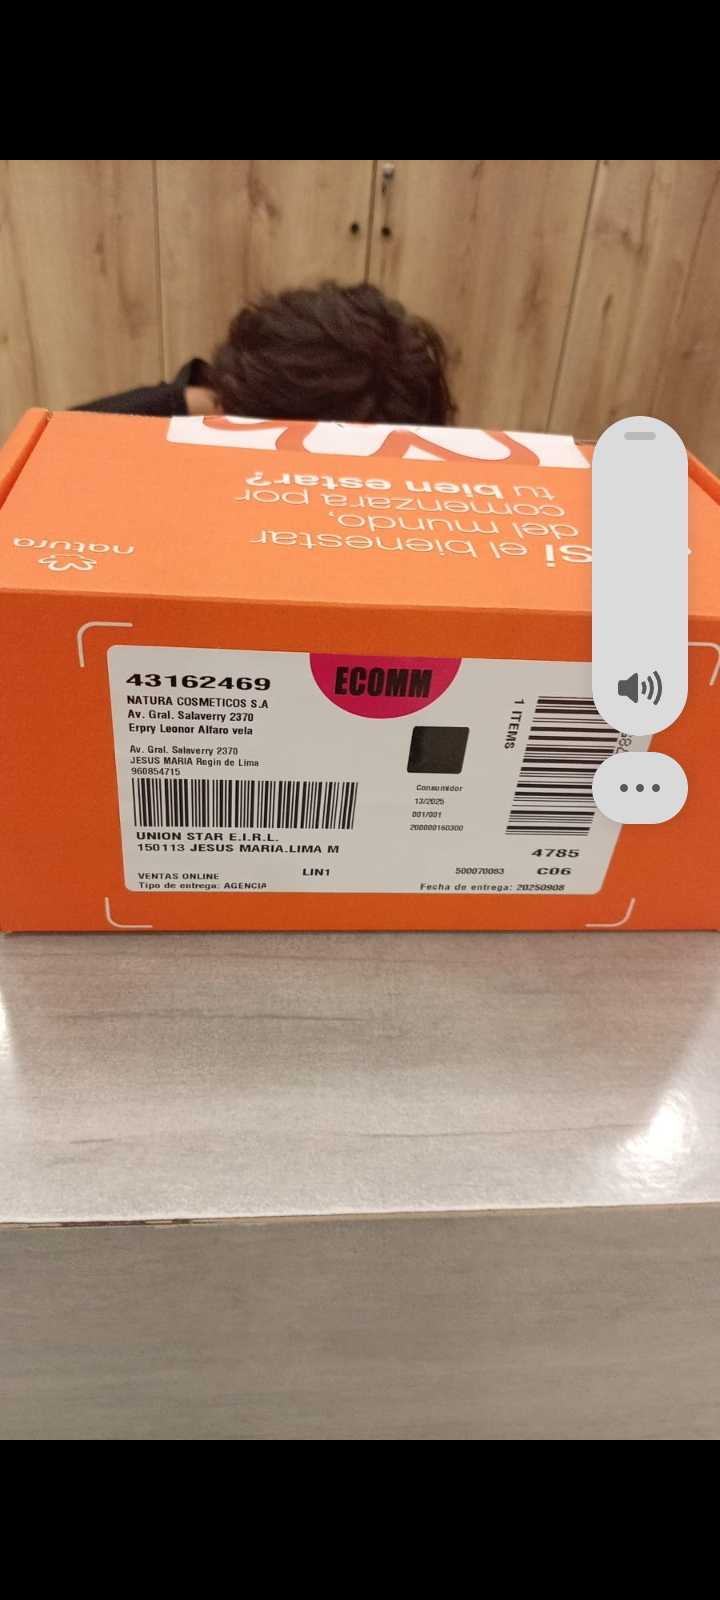 ¿Y si el bienestar
del mundo,
comenzara por
tu bien estar?
natura
43162469
NATURA COSMETICOS S.A
Av. Gral. Salaverry 2370
Erpry Leonor Alfaro vela
Av. Gral. Salaverry 2370
JESUS MARIA Regin de Lima
960854715
UNION STAR E.I.R.L.
150113 JESUS MARIA.LIMA M
VENTAS ONLINE
LIN1
Tipo de entrega: AGENCIA
ECOMM
Consumidor
13/2025
001/001
200000160300
1 ITEMS
4785
500070083
C06
Fecha de entrega: 20250908